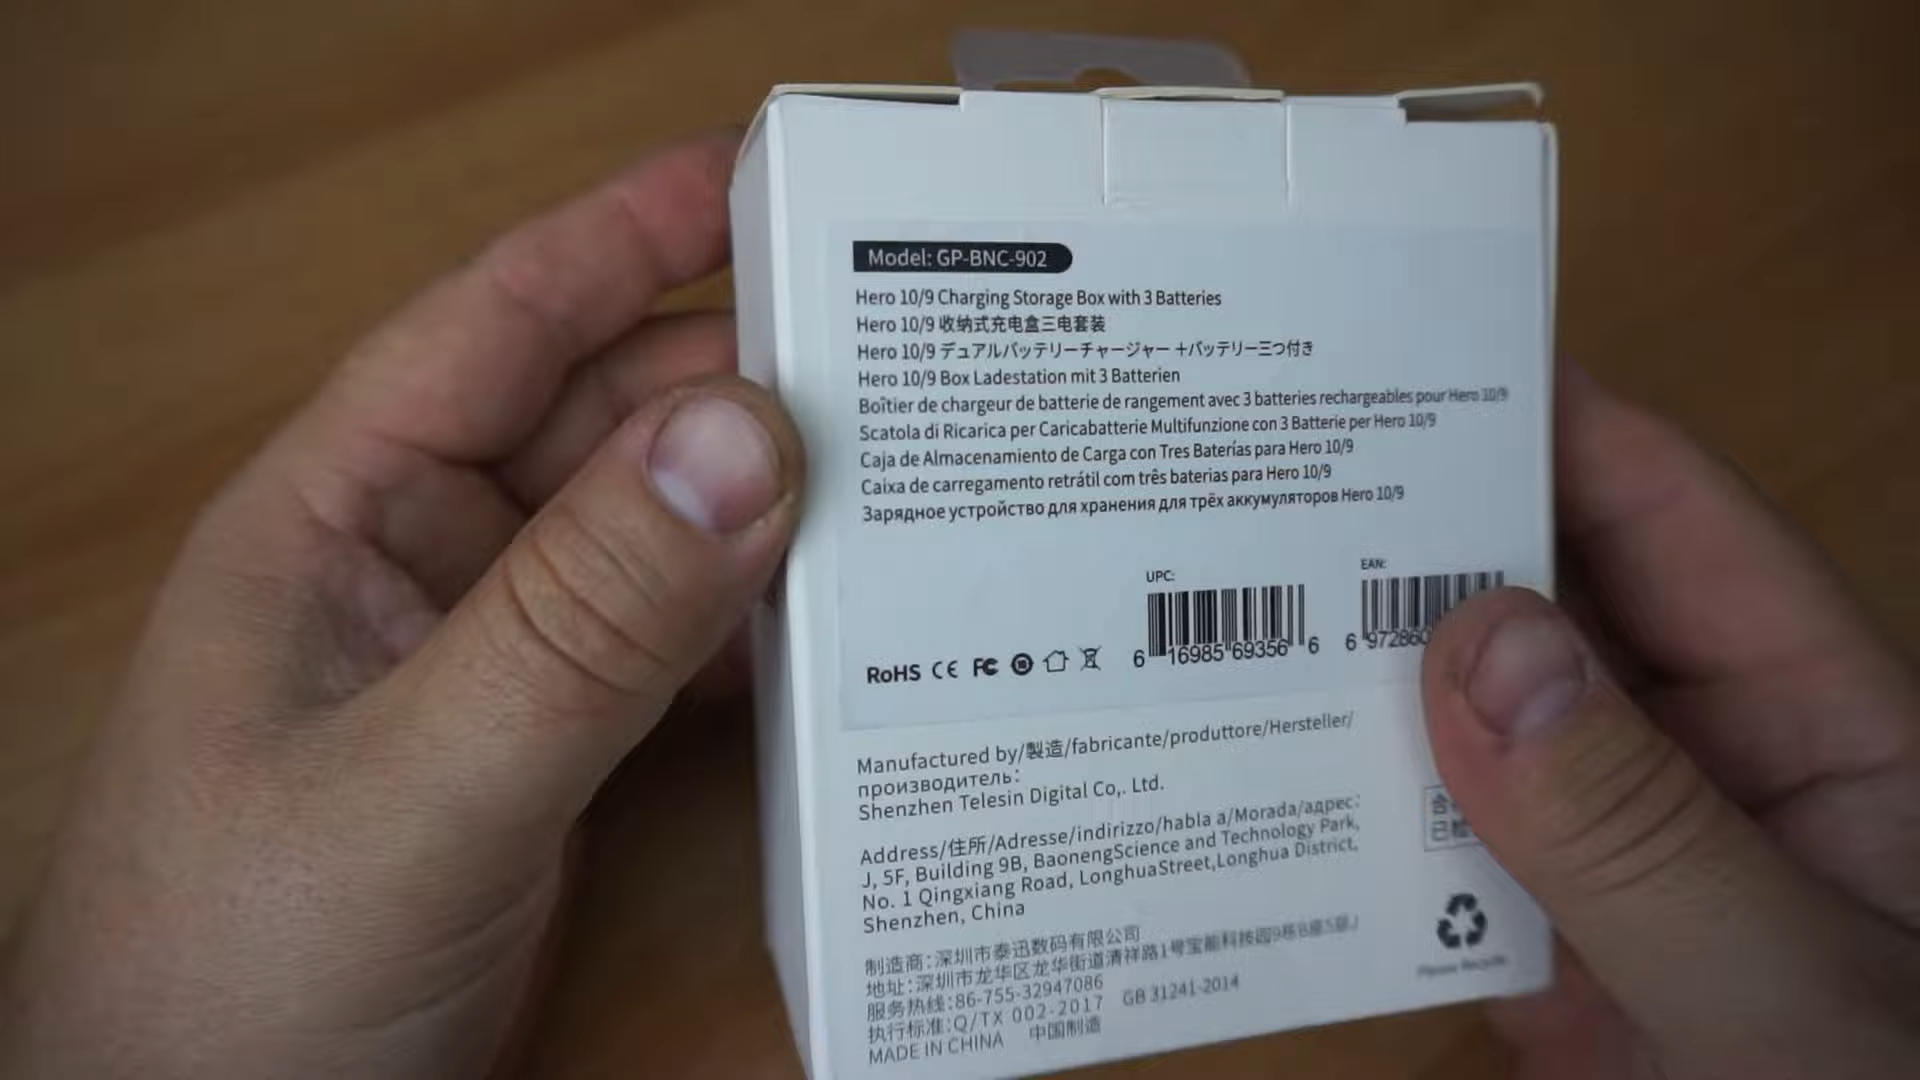 Model: GP-BNC-902
Hero 10/9 Charging Storage Box with 3 Batteries
Hero 10/9 收纳式充电盒三电套装
Hero 10/9 デュアルバッテリーチャージャー +バッテリー三つ付き
Hero 10/9 Box Ladestation mit 3 Batterien
Boîtier de chargeur de batterie de rangement avec 3 batteries rechargeables pour Hero 10/9
Scatola di Ricarica per Caricabatterie Multifunzione con 3 Batterie per Hero 10/9
Caja de Almacenamiento de Carga con Tres Baterías para Hero 10/9
Caixa de carregamento retrátil com três baterias para Hero 10/9
Зарядное устройство для хранения для трёх аккумуляторов Hero 10/9
UPC:
EAN:
6 16985 69356 6
6 972860
RoHS CE FC
Manufactured by/製造/fabricante/produttore/Hersteller/
производитель:
Shenzhen Telesin Digital Co,. Ltd.
Address/住所/Adresse/indirizzo/habla a/Morada/адрес:
J, 5F, Building 9B, BaonengScience and Technology Park,
No. 1 Qingxiang Road, LonghuaStreet,Longhua District,
Shenzhen, China
制造商:深圳市泰迅数码有限公司
地址:深圳市龙华区龙华街道清祥路1号宝能科技园9栋B座5层J
服务热线:86-755-32947086
执行标准:Q/TX 002-2017 GB 31241-2014
MADE IN CHINA 中国制造
Please Recycle